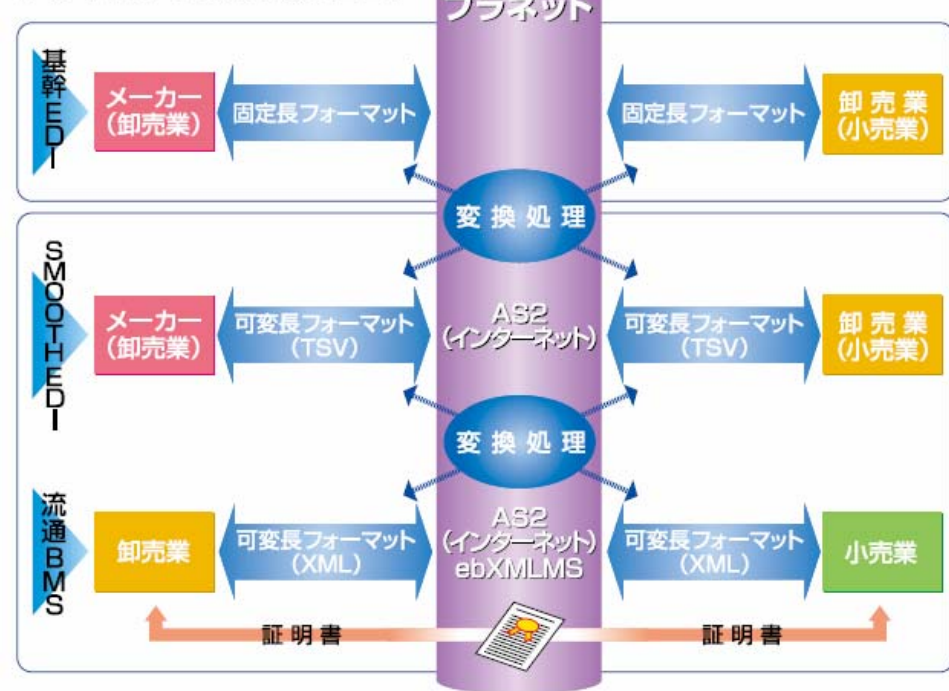 プラネット
基幹EDI
メーカー
(卸売業)
固定長フォーマット
固定長フォーマット
卸売業
(小売業)
変換処理
SMOOTHEDI
メーカー
(卸売業)
可変長フォーマット
(TSV)
AS2
(インターネット)
可変長フォーマット
(TSV)
卸売業
(小売業)
変換処理
流通BMS
卸売業
可変長フォーマット
(XML)
AS2
(インターネット)
ebXMLMS
可変長フォーマット
(XML)
小売業
証明書
証明書